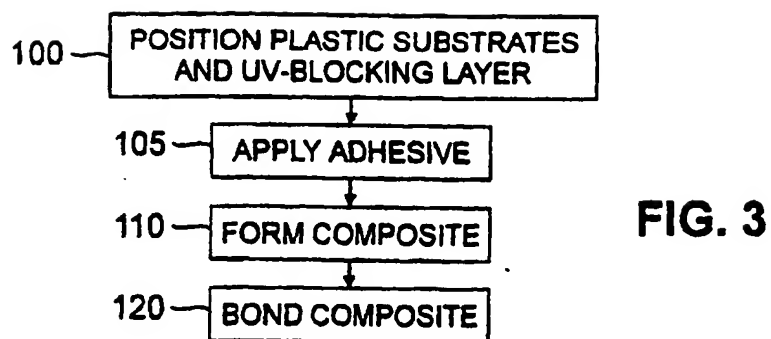 100
POSITION PLASTIC SUBSTRATES
AND UV-BLOCKING LAYER
105
APPLY ADHESIVE
110
FORM COMPOSITE
120
BOND COMPOSITE
FIG. 3